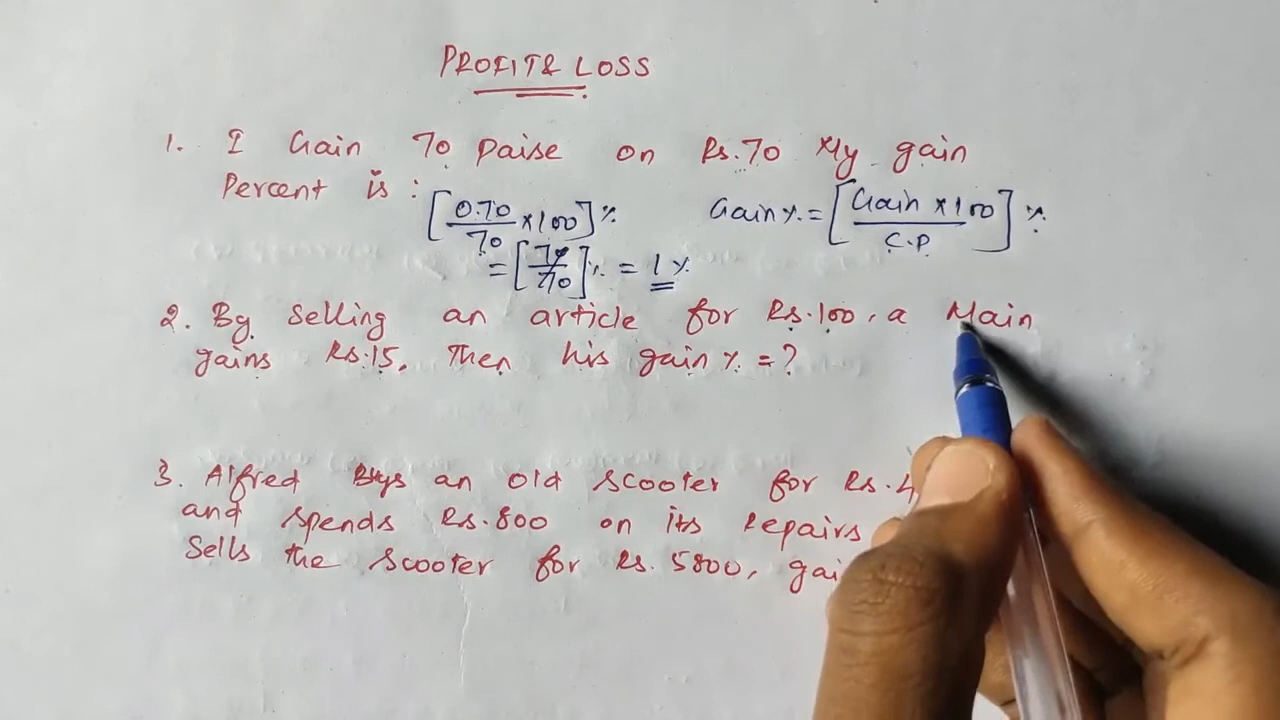 PROFIT & LOSS
1. I Gain 70 Paise on Rs.70 My gain
Percent is :
[0.70/70 ×100]%
Gain% = [Gain ×100/C.P]%
= [70/70]% = 1%
2. By Selling an article for Rs.100, a Main
gains Rs.15. Then his gain % = ?
3. Alfred Buys an old scooter for Rs.4
and spends Rs.800 on its Repairs
Sells the scooter for Rs. 5800,